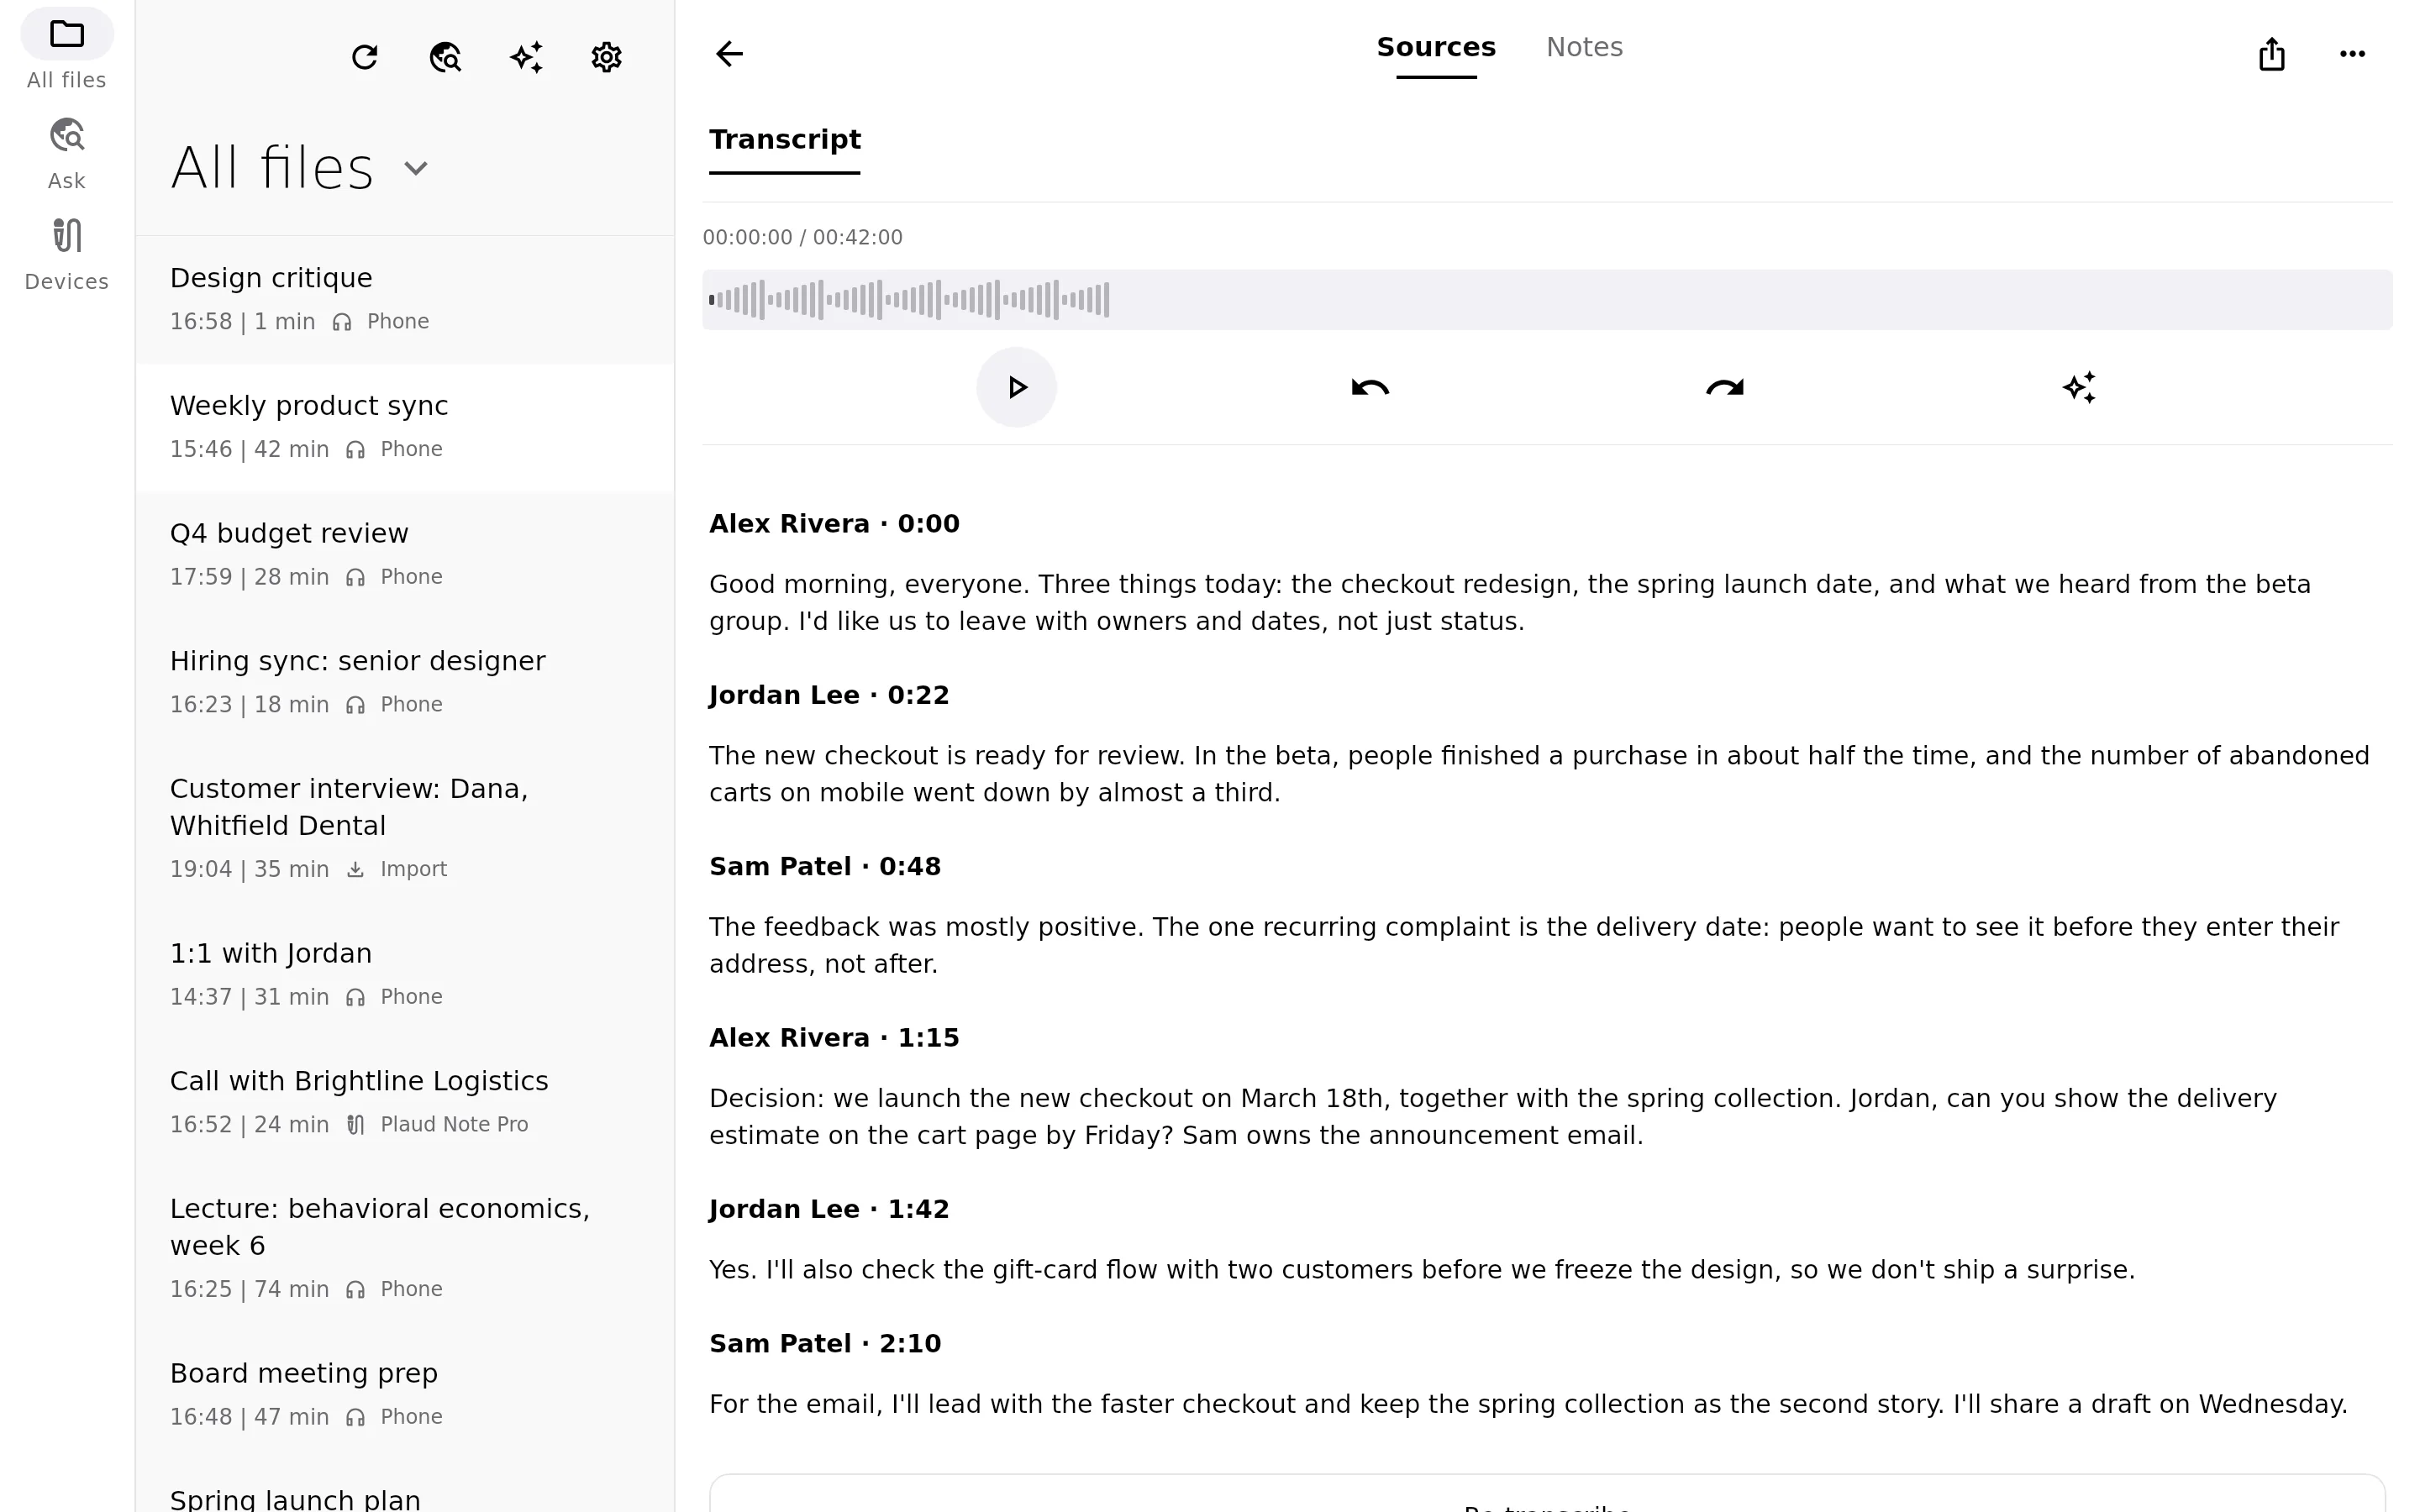 All files
Ask
Devices
All files
Design critique
16:58 | 1 min Phone
Weekly product sync
15:46 | 42 min Phone
Q4 budget review
17:59 | 28 min Phone
Hiring sync: senior designer
16:23 | 18 min Phone
Customer interview: Dana,
Whitfield Dental
19:04 | 35 min Import
1:1 with Jordan
14:37 | 31 min Phone
Call with Brightline Logistics
16:52 | 24 min Plaud Note Pro
Lecture: behavioral economics,
week 6
16:25 | 74 min Phone
Board meeting prep
16:48 | 47 min Phone
Spring launch plan
Sources Notes
Transcript
00:00:00 / 00:42:00
Alex Rivera · 0:00
Good morning, everyone. Three things today: the checkout redesign, the spring launch date, and what we heard from the beta
group. I'd like us to leave with owners and dates, not just status.
Jordan Lee · 0:22
The new checkout is ready for review. In the beta, people finished a purchase in about half the time, and the number of abandoned
carts on mobile went down by almost a third.
Sam Patel · 0:48
The feedback was mostly positive. The one recurring complaint is the delivery date: people want to see it before they enter their
address, not after.
Alex Rivera · 1:15
Decision: we launch the new checkout on March 18th, together with the spring collection. Jordan, can you show the delivery
estimate on the cart page by Friday? Sam owns the announcement email.
Jordan Lee · 1:42
Yes. I'll also check the gift-card flow with two customers before we freeze the design, so we don't ship a surprise.
Sam Patel · 2:10
For the email, I'll lead with the faster checkout and keep the spring collection as the second story. I'll share a draft on Wednesday.